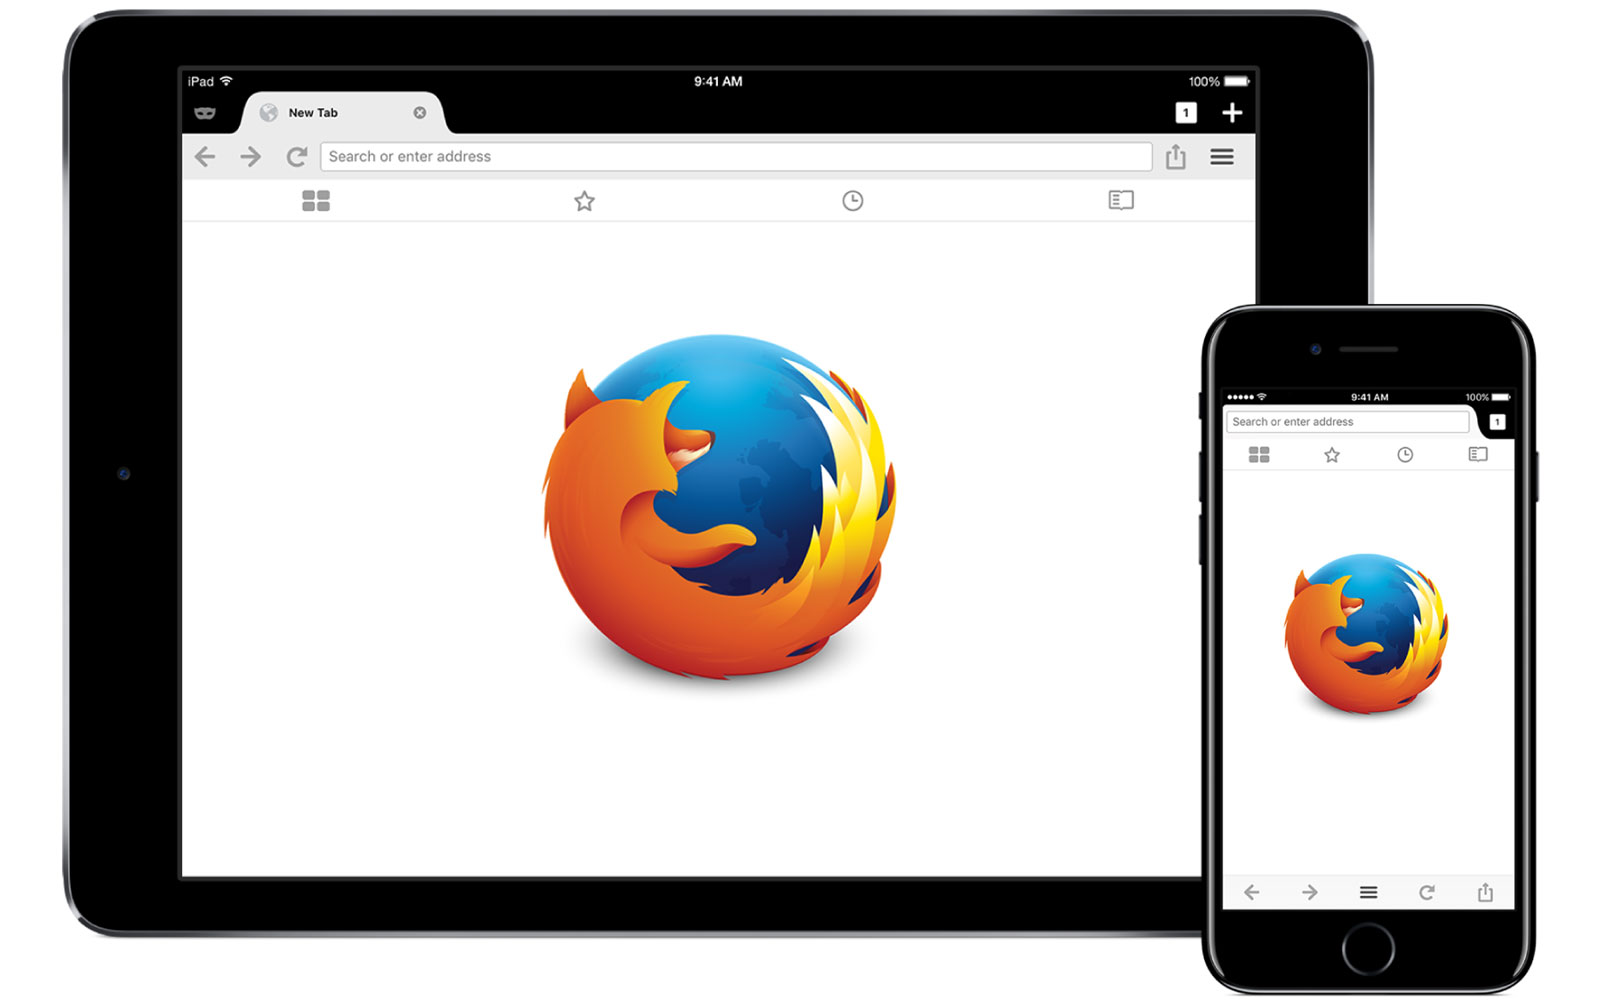 iPad 9:41 AM 100%
New Tab 1
Search or enter address
9:41 AM 100%
Search or enter address 1